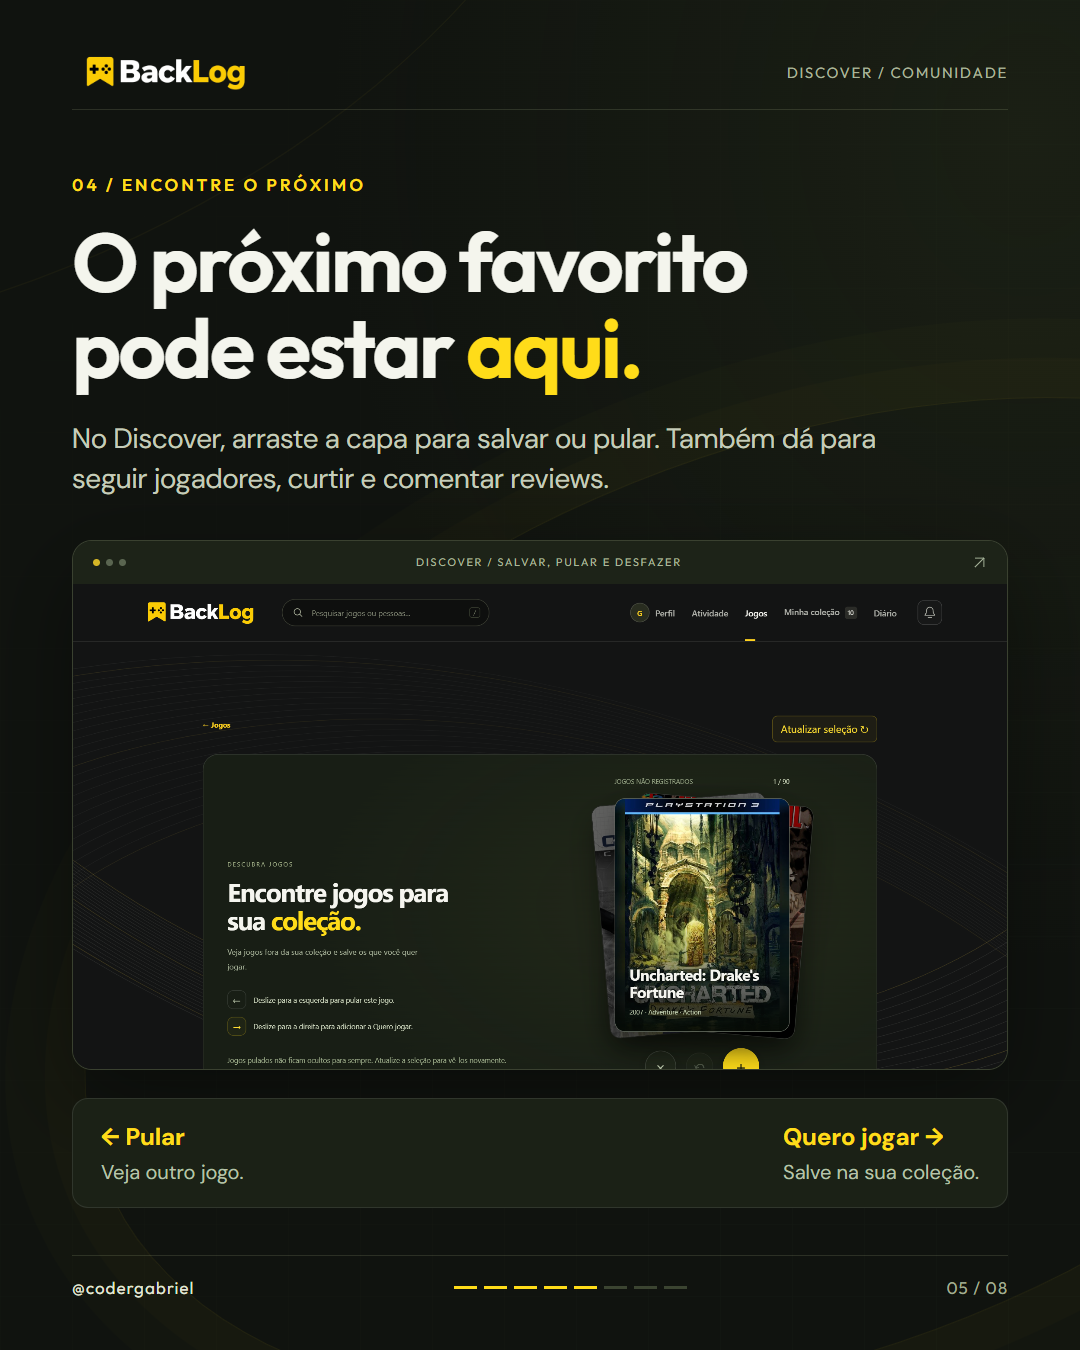 BackLog
DISCOVER / COMUNIDADE
04 / ENCONTRE O PRÓXIMO
O próximo favorito
pode estar aqui.
No Discover, arraste a capa para salvar ou pular. Também dá para
seguir jogadores, curtir e comentar reviews.
DISCOVER / SALVAR, PULAR E DESFAZER
BackLog
Pesquisar jogos ou pessoas...
/
G
Perfil
Atividade
Jogos
Minha coleção 10
Diário
← Jogos
Atualizar seleção ↻
JOGOS NÃO REGISTRADOS
1 / 90
PLAYSTATION 3
DESCUBRA JOGOS
Encontre jogos para
sua coleção.
Veja jogos fora da sua coleção e salve os que você quer
jogar.
← Deslize para a esquerda para pular este jogo.
→ Deslize para a direita para adicionar a Quero jogar.
Jogos pulados não ficam ocultos para sempre. Atualize a seleção para vê-los novamente.
Uncharted: Drake's
Fortune
UNCHARTED
FORTUNE
2007 · Adventure · Action
← Pular
Veja outro jogo.
Quero jogar →
Salve na sua coleção.
@codergabriel
05 / 08